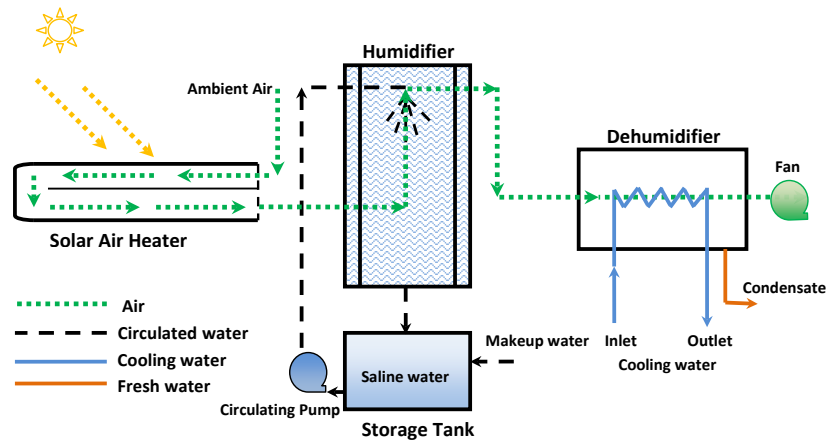 Humidifier
Ambient Air
Dehumidifier
Fan
Solar Air Heater
Condensate
Air
Circulated water
Makeup water
Inlet
Outlet
Cooling water
Cooling water
Saline water
Fresh water
Circulating Pump
Storage Tank